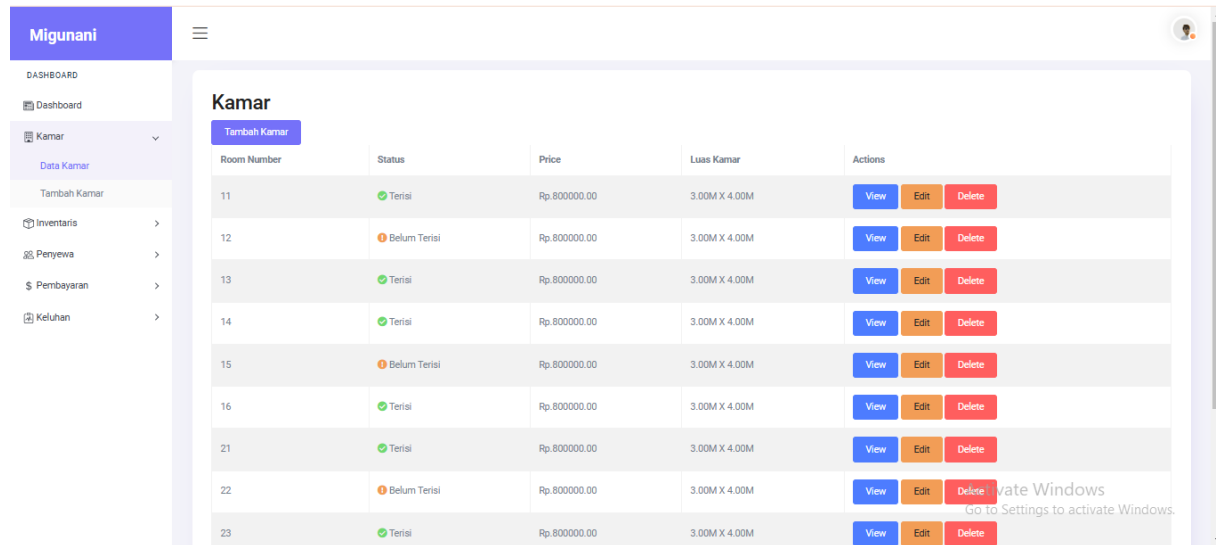 Migunani
DASHBOARD
Dashboard
Kamar
Data Kamar
Tambah Kamar
Inventaris
Penyewa
$ Pembayaran
Keluhan
Kamar
Tambah Kamar
Room Number Status Price Luas Kamar Actions
11 Terisi Rp.800000.00 3.00M X 4.00M View Edit Delete
12 Belum Terisi Rp.800000.00 3.00M X 4.00M View Edit Delete
13 Terisi Rp.800000.00 3.00M X 4.00M View Edit Delete
14 Terisi Rp.800000.00 3.00M X 4.00M View Edit Delete
15 Belum Terisi Rp.800000.00 3.00M X 4.00M View Edit Delete
16 Terisi Rp.800000.00 3.00M X 4.00M View Edit Delete
21 Terisi Rp.800000.00 3.00M X 4.00M View Edit Delete
22 Belum Terisi Rp.800000.00 3.00M X 4.00M View Edit Delete
23 Terisi Rp.800000.00 3.00M X 4.00M View Edit Delete
Activate Windows
Go to Settings to activate Windows.